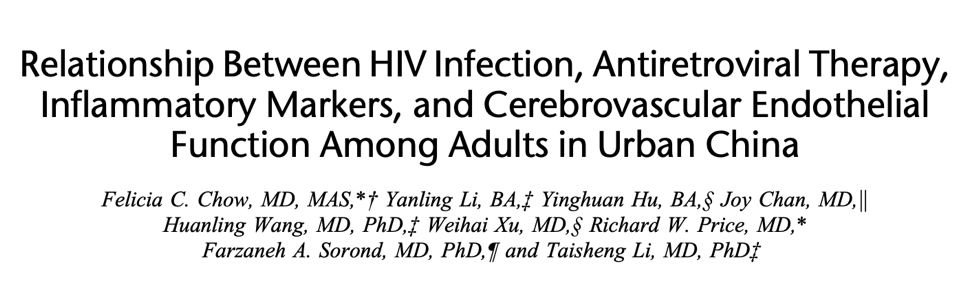 Relationship Between HIV Infection, Antiretroviral Therapy,
Inflammatory Markers, and Cerebrovascular Endothelial
Function Among Adults in Urban China
Felicia C. Chow, MD, MAS,*† Yanling Li, BA,‡ Yinghuan Hu, BA,§ Joy Chan, MD,‖
Huanling Wang, MD, PhD,‡ Weihai Xu, MD,§ Richard W. Price, MD,*
Farzaneh A. Sorond, MD, PhD,¶ and Taisheng Li, MD, PhD‡